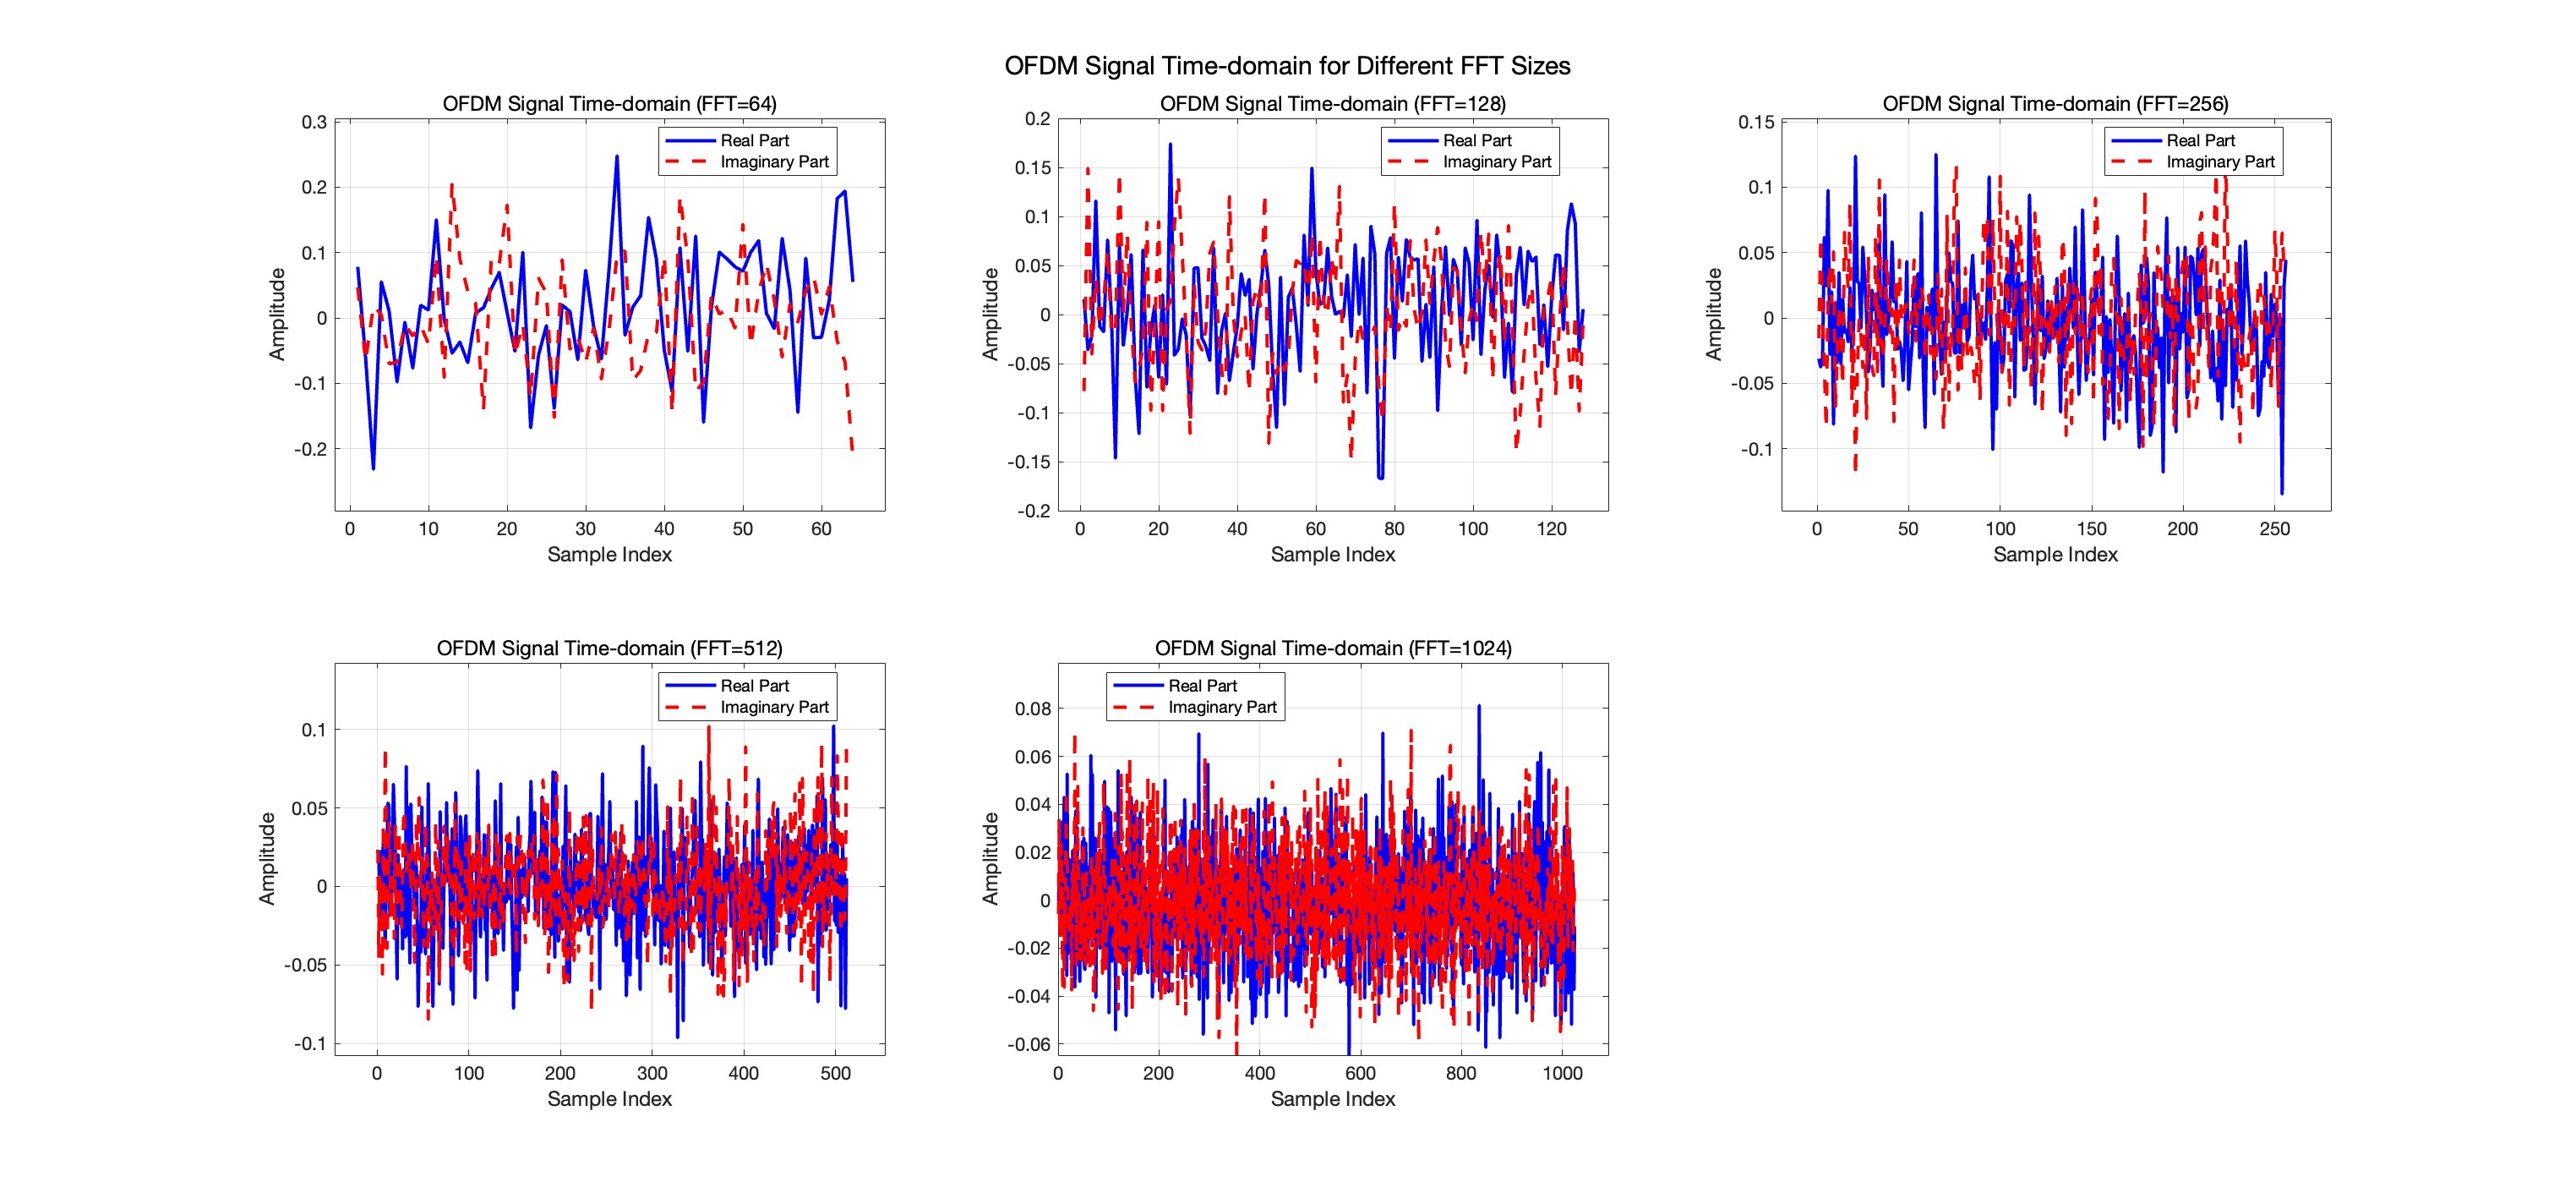 OFDM Signal Time-domain for Different FFT Sizes
OFDM Signal Time-domain (FFT=64)
Real Part
Imaginary Part
0.3
0.2
0.1
0
-0.1
-0.2
Amplitude
0 10 20 30 40 50 60
Sample Index
OFDM Signal Time-domain (FFT=128)
Real Part
Imaginary Part
0.2
0.15
0.1
0.05
0
-0.05
-0.1
-0.15
-0.2
Amplitude
0 20 40 60 80 100 120
Sample Index
OFDM Signal Time-domain (FFT=256)
Real Part
Imaginary Part
0.15
0.1
0.05
0
-0.05
-0.1
Amplitude
0 50 100 150 200 250
Sample Index
OFDM Signal Time-domain (FFT=512)
Real Part
Imaginary Part
0.1
0.05
0
-0.05
-0.1
Amplitude
0 100 200 300 400 500
Sample Index
OFDM Signal Time-domain (FFT=1024)
Real Part
Imaginary Part
0.08
0.06
0.04
0.02
0
-0.02
-0.04
-0.06
Amplitude
0 200 400 600 800 1000
Sample Index